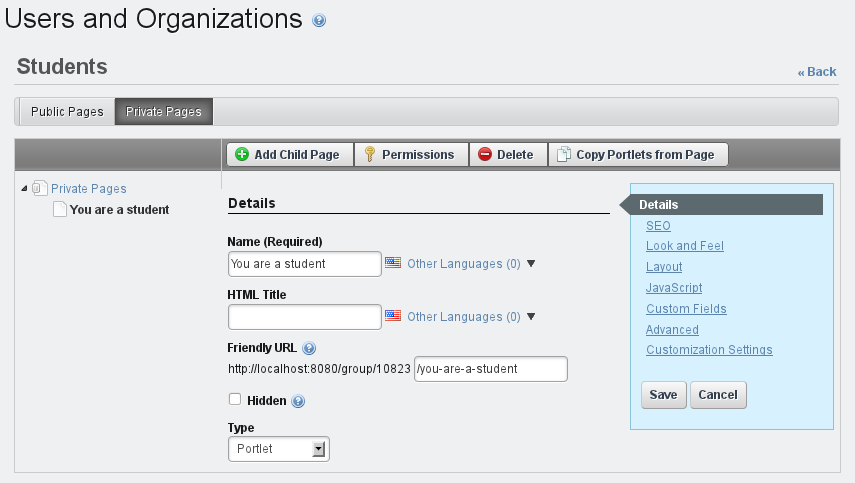 Users and Organizations
Students
« Back
Public Pages Private Pages
Add Child Page Permissions Delete Copy Portlets from Page
Private Pages
You are a student
Details
Name (Required)
You are a student Other Languages (0)
HTML Title
Other Languages (0)
Friendly URL
http://localhost:8080/group/10823 /you-are-a-student
Hidden
Type
Portlet
Details
SEO
Look and Feel
Layout
JavaScript
Custom Fields
Advanced
Customization Settings
Save Cancel